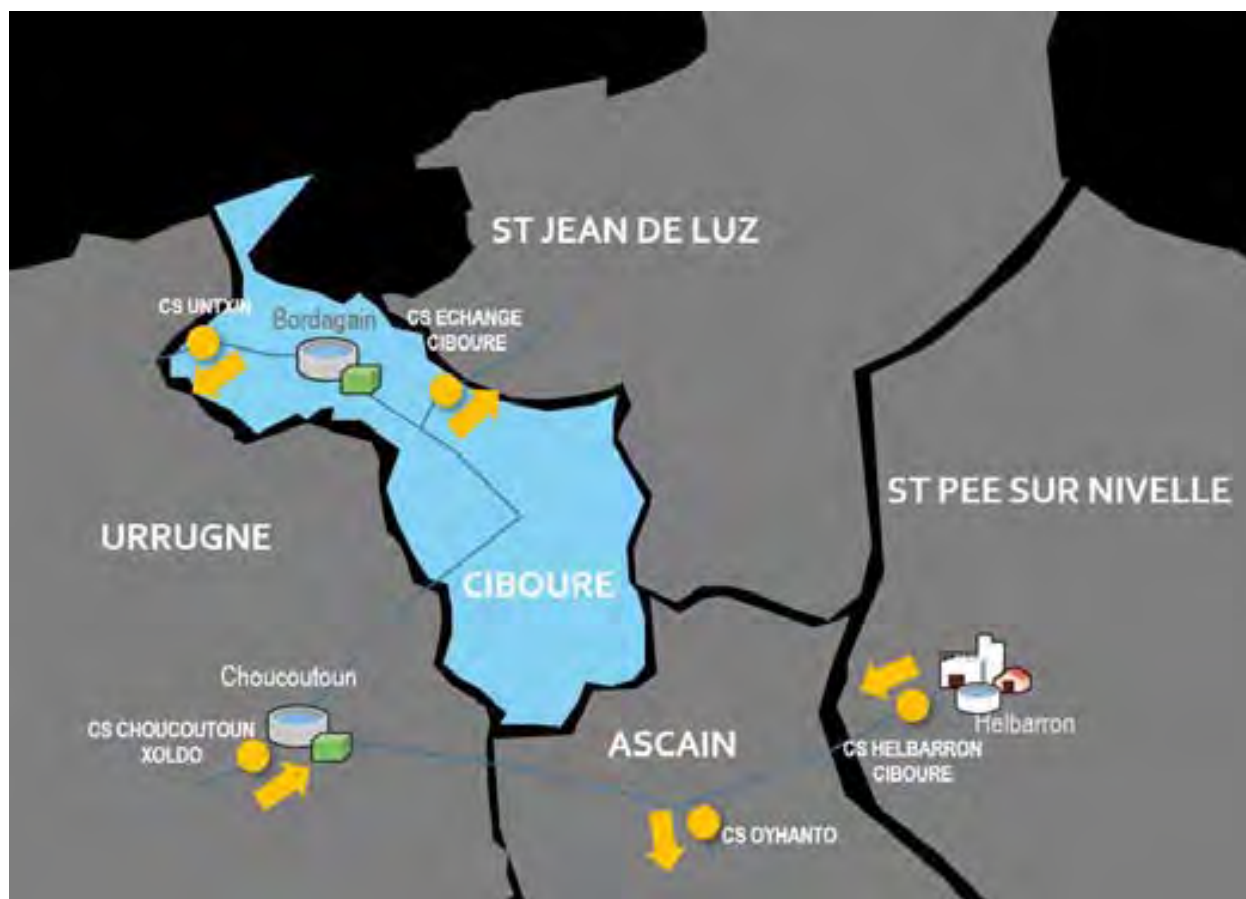 ST JEAN DE LUZ
CS UNTXIN
Bordagain
CS ECHANGE
CIBOURE
ST PEE SUR NIVELLE
URRUGNE
CIBOURE
Choucoutoun
CS CHOUCOUTOUN
XOLDO
ASCAIN
Helbarron
CS HELBARRON
CIBOURE
CS OYHANTO